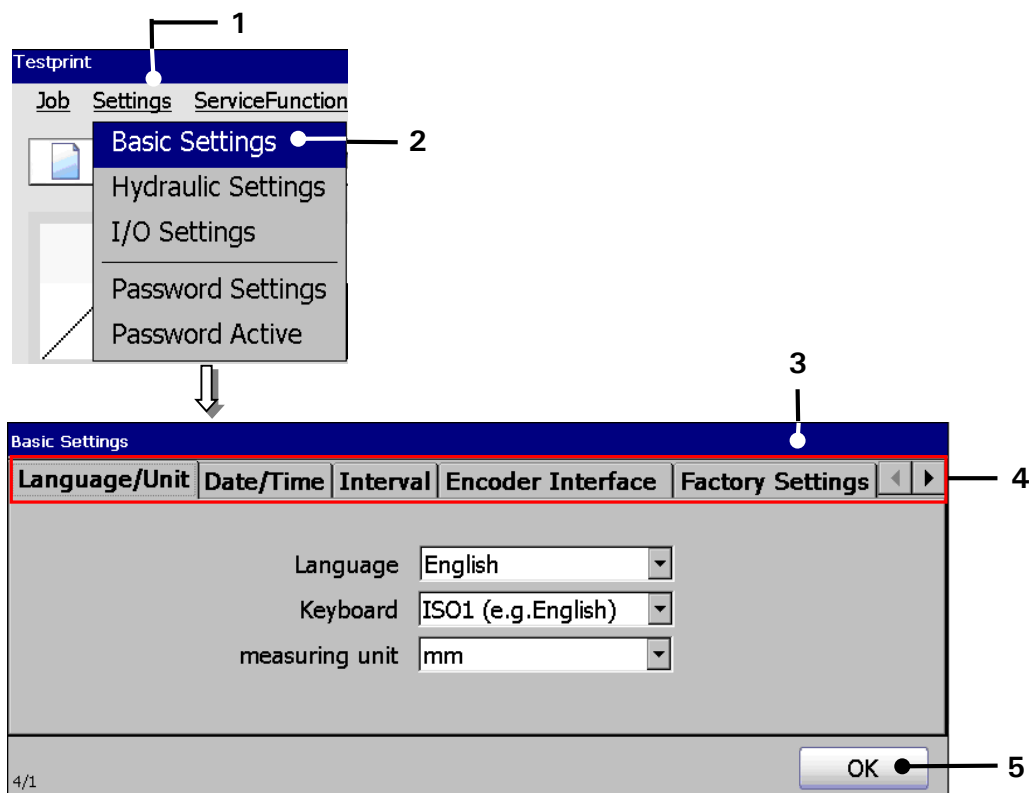 1
Testprint
Job Settings ServiceFunction
Basic Settings 2
Hydraulic Settings
I/O Settings
Password Settings
Password Active
3
Basic Settings
Language/Unit Date/Time Interval Encoder Interface Factory Settings 4
Language English
Keyboard ISO1 (e.g.English)
measuring unit mm
OK 5
4/1